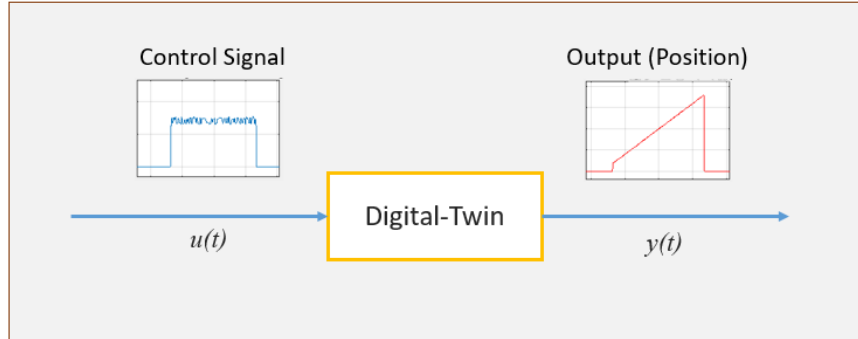 Control Signal
Output (Position)
Digital-Twin
u(t)
y(t)